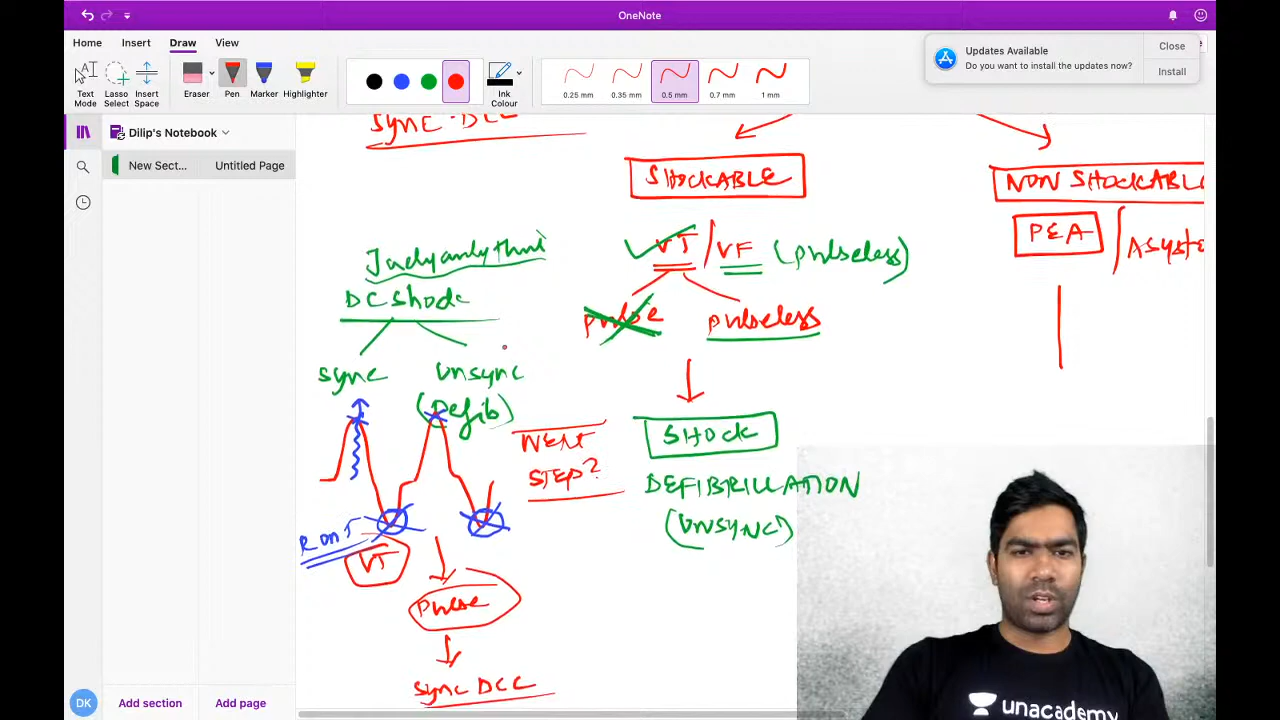 OneNote
Home Insert Draw View
Updates Available
Do you want to install the updates now?
Close
Install
Text Mode
Lasso Select
Insert Space
Eraser
Pen
Marker
Highlighter
Ink Colour
0.25 mm
0.35 mm
0.5 mm
0.7 mm
1 mm
Dilip's Notebook
New Sect...
Untitled Page
SYNC-DCC
SHOCKABLE
NON SHOCKABL
VT/VF (pulseless)
PEA / Asyste
pulse
pulseless
DC Shock
Sync
Unsync
(Defib)
NEXT
STEP?
SHOCK
DEFIBRILLATION
(UNSYNC)
R on T
VT
Pulse
Sync DCC
DK
Add section
Add page
unacademy